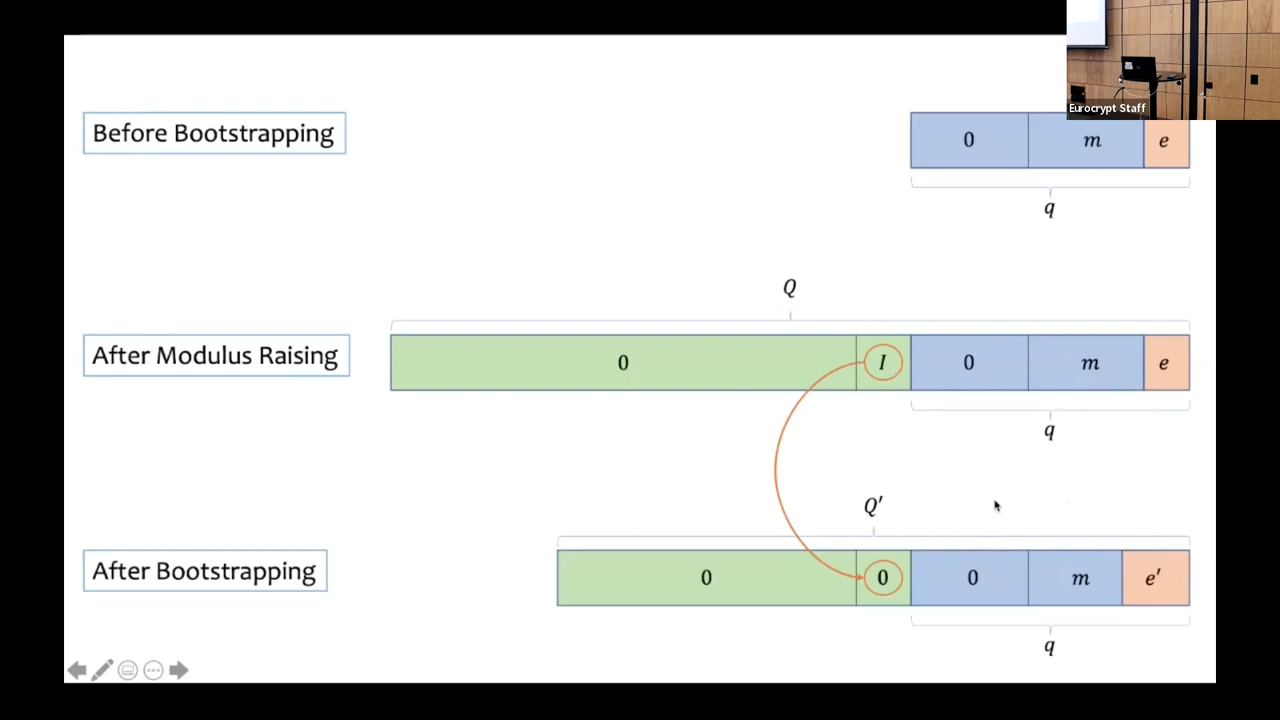 Eurocrypt Staff
Before Bootstrapping
0 m e
q
Q
After Modulus Raising
0 I 0 m e
q
Q′
After Bootstrapping
0 0 0 m e′
q